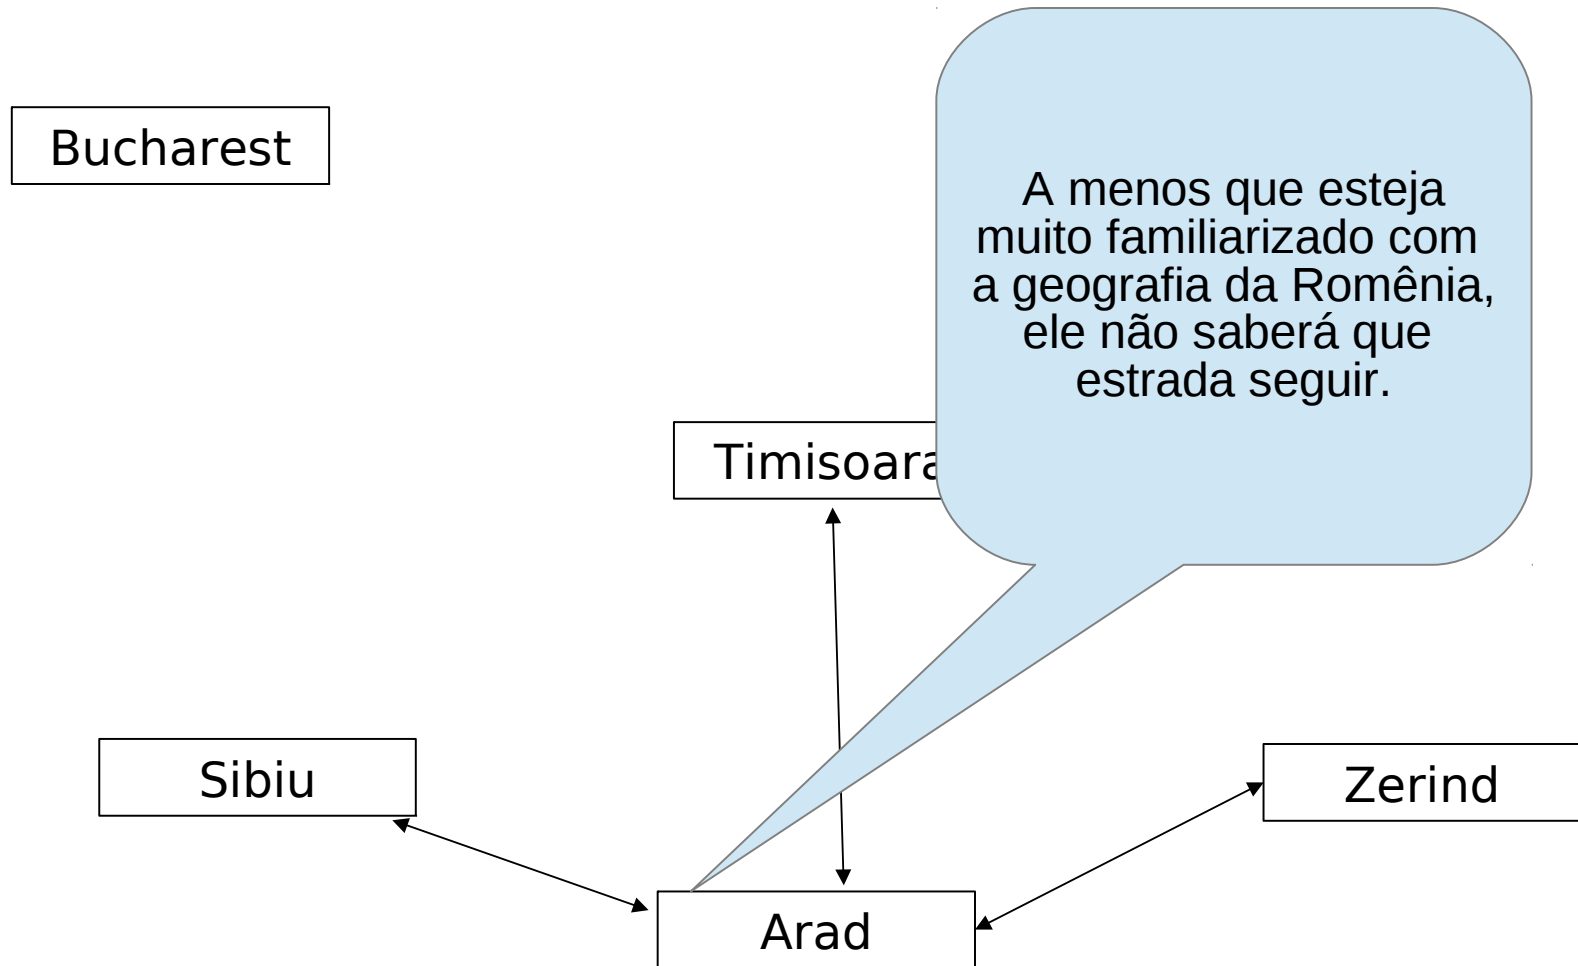 Bucharest
A menos que esteja
muito familiarizado com
a geografia da Romênia,
ele não saberá que
estrada seguir.
Timisoara
Sibiu
Zerind
Arad